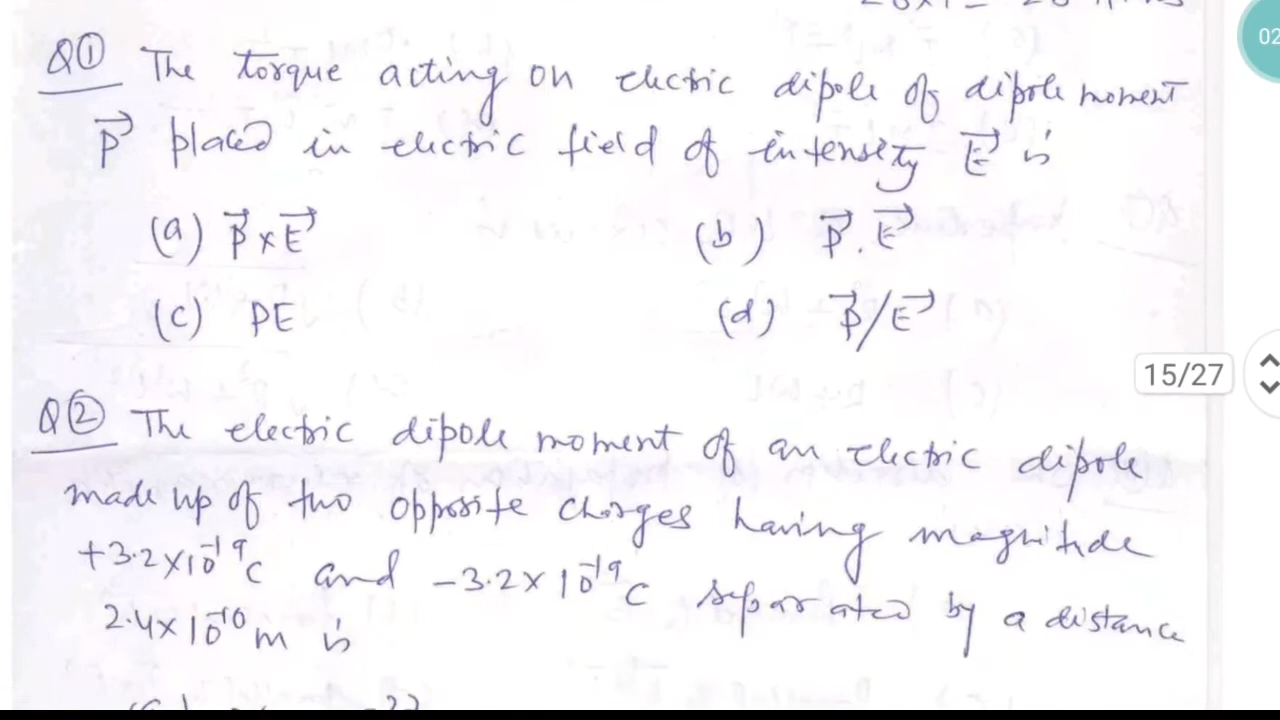 02
Q① The torque acting on electric dipole of dipole moment
P⃗ placed in electric field of intensity E⃗ is
(a) P⃗ × E⃗ (b) P⃗ . E⃗
(c) PE (d) P⃗/E⃗
15/27
Q② The electric dipole moment of an electric dipole
made up of two opposite charges having magnitude
+3.2×10⁻¹⁹C and -3.2×10⁻¹⁹C separated by a distance
2.4×10⁻¹⁰ m is